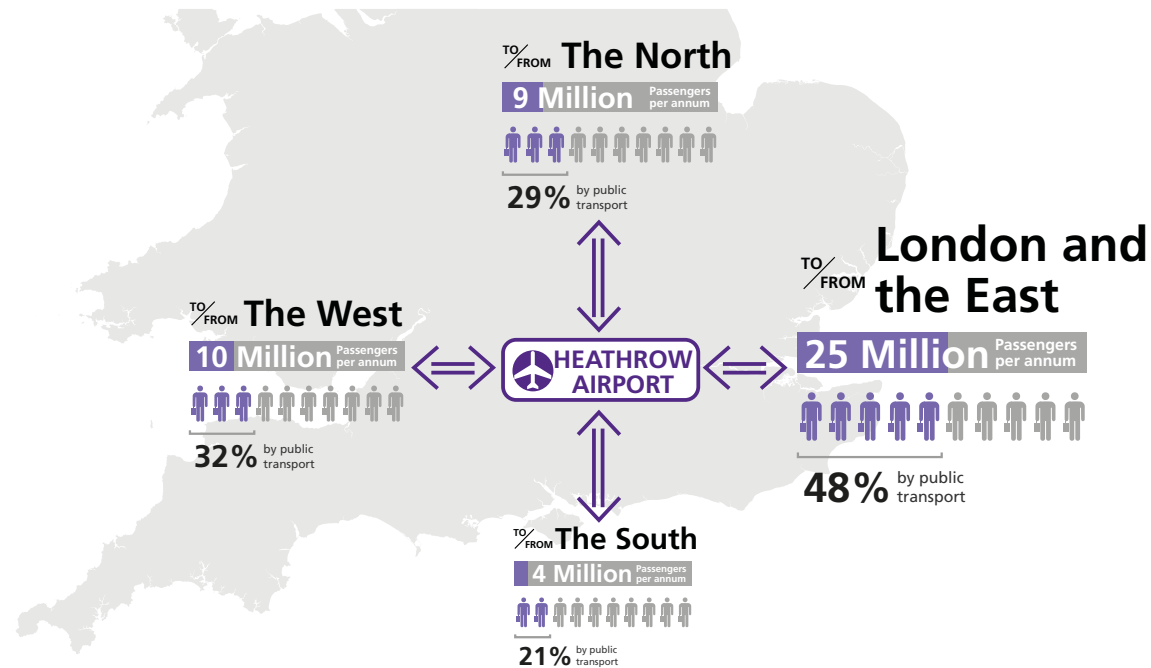 TO/FROM The North
9 Million Passengers per annum
29% by public transport
TO/FROM London and the East
25 Million Passengers per annum
48% by public transport
TO/FROM The West
10 Million Passengers per annum
32% by public transport
HEATHROW
AIRPORT
TO/FROM The South
4 Million Passengers per annum
21% by public transport